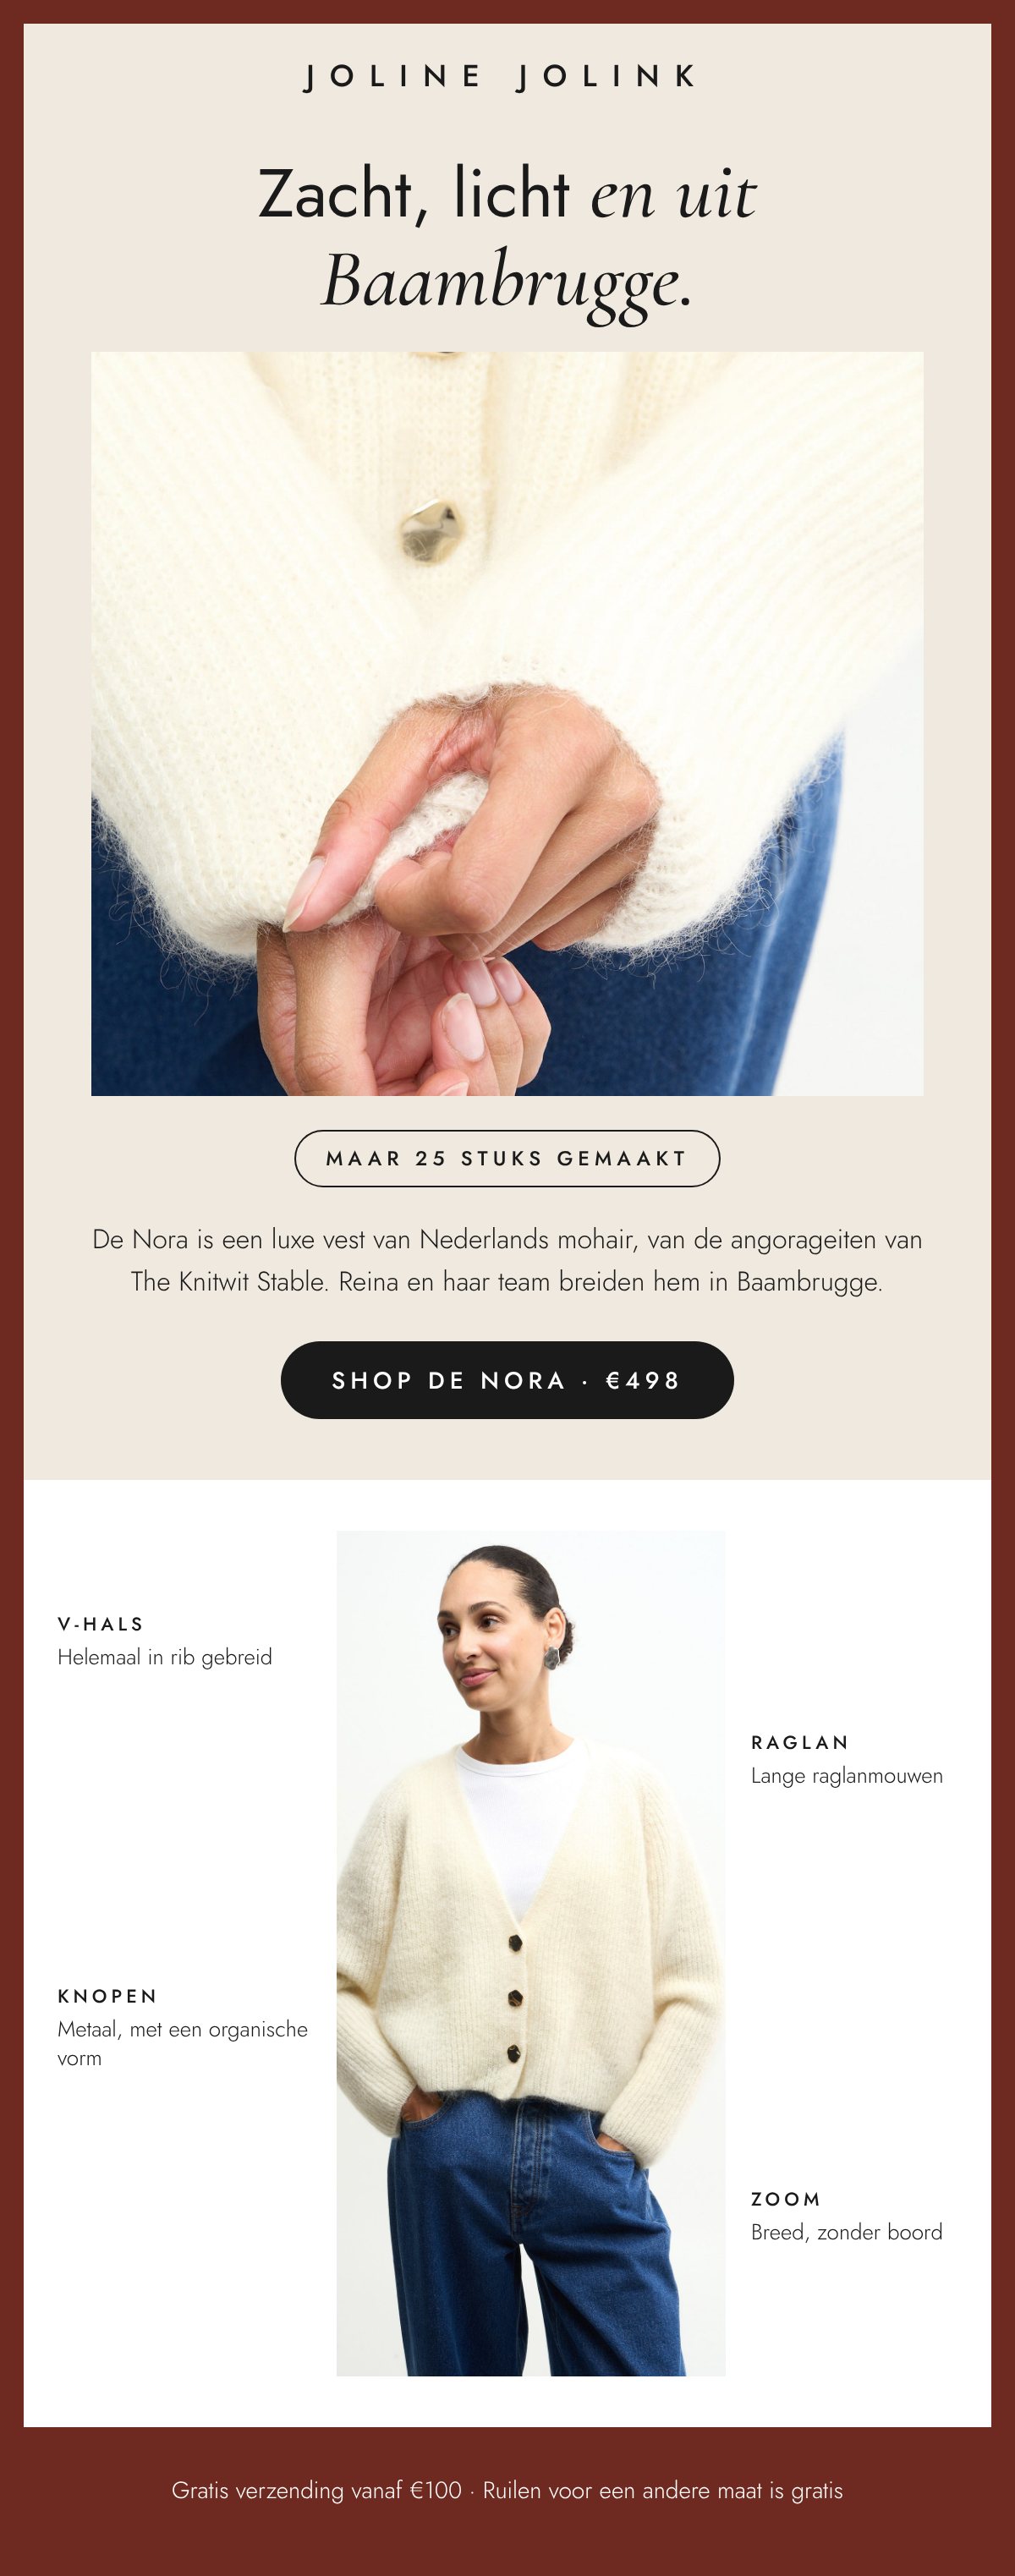 JOLINE JOLINK
Zacht, licht en uit
Baambrugge.
MAAR 25 STUKS GEMAAKT
De Nora is een luxe vest van Nederlands mohair, van de angorageiten van
The Knitwit Stable. Reina en haar team breiden hem in Baambrugge.
SHOP DE NORA · €498
V-HALS
Helemaal in rib gebreid
RAGLAN
Lange raglanmouwen
KNOPEN
Metaal, met een organische
vorm
ZOOM
Breed, zonder boord
Gratis verzending vanaf €100 · Ruilen voor een andere maat is gratis